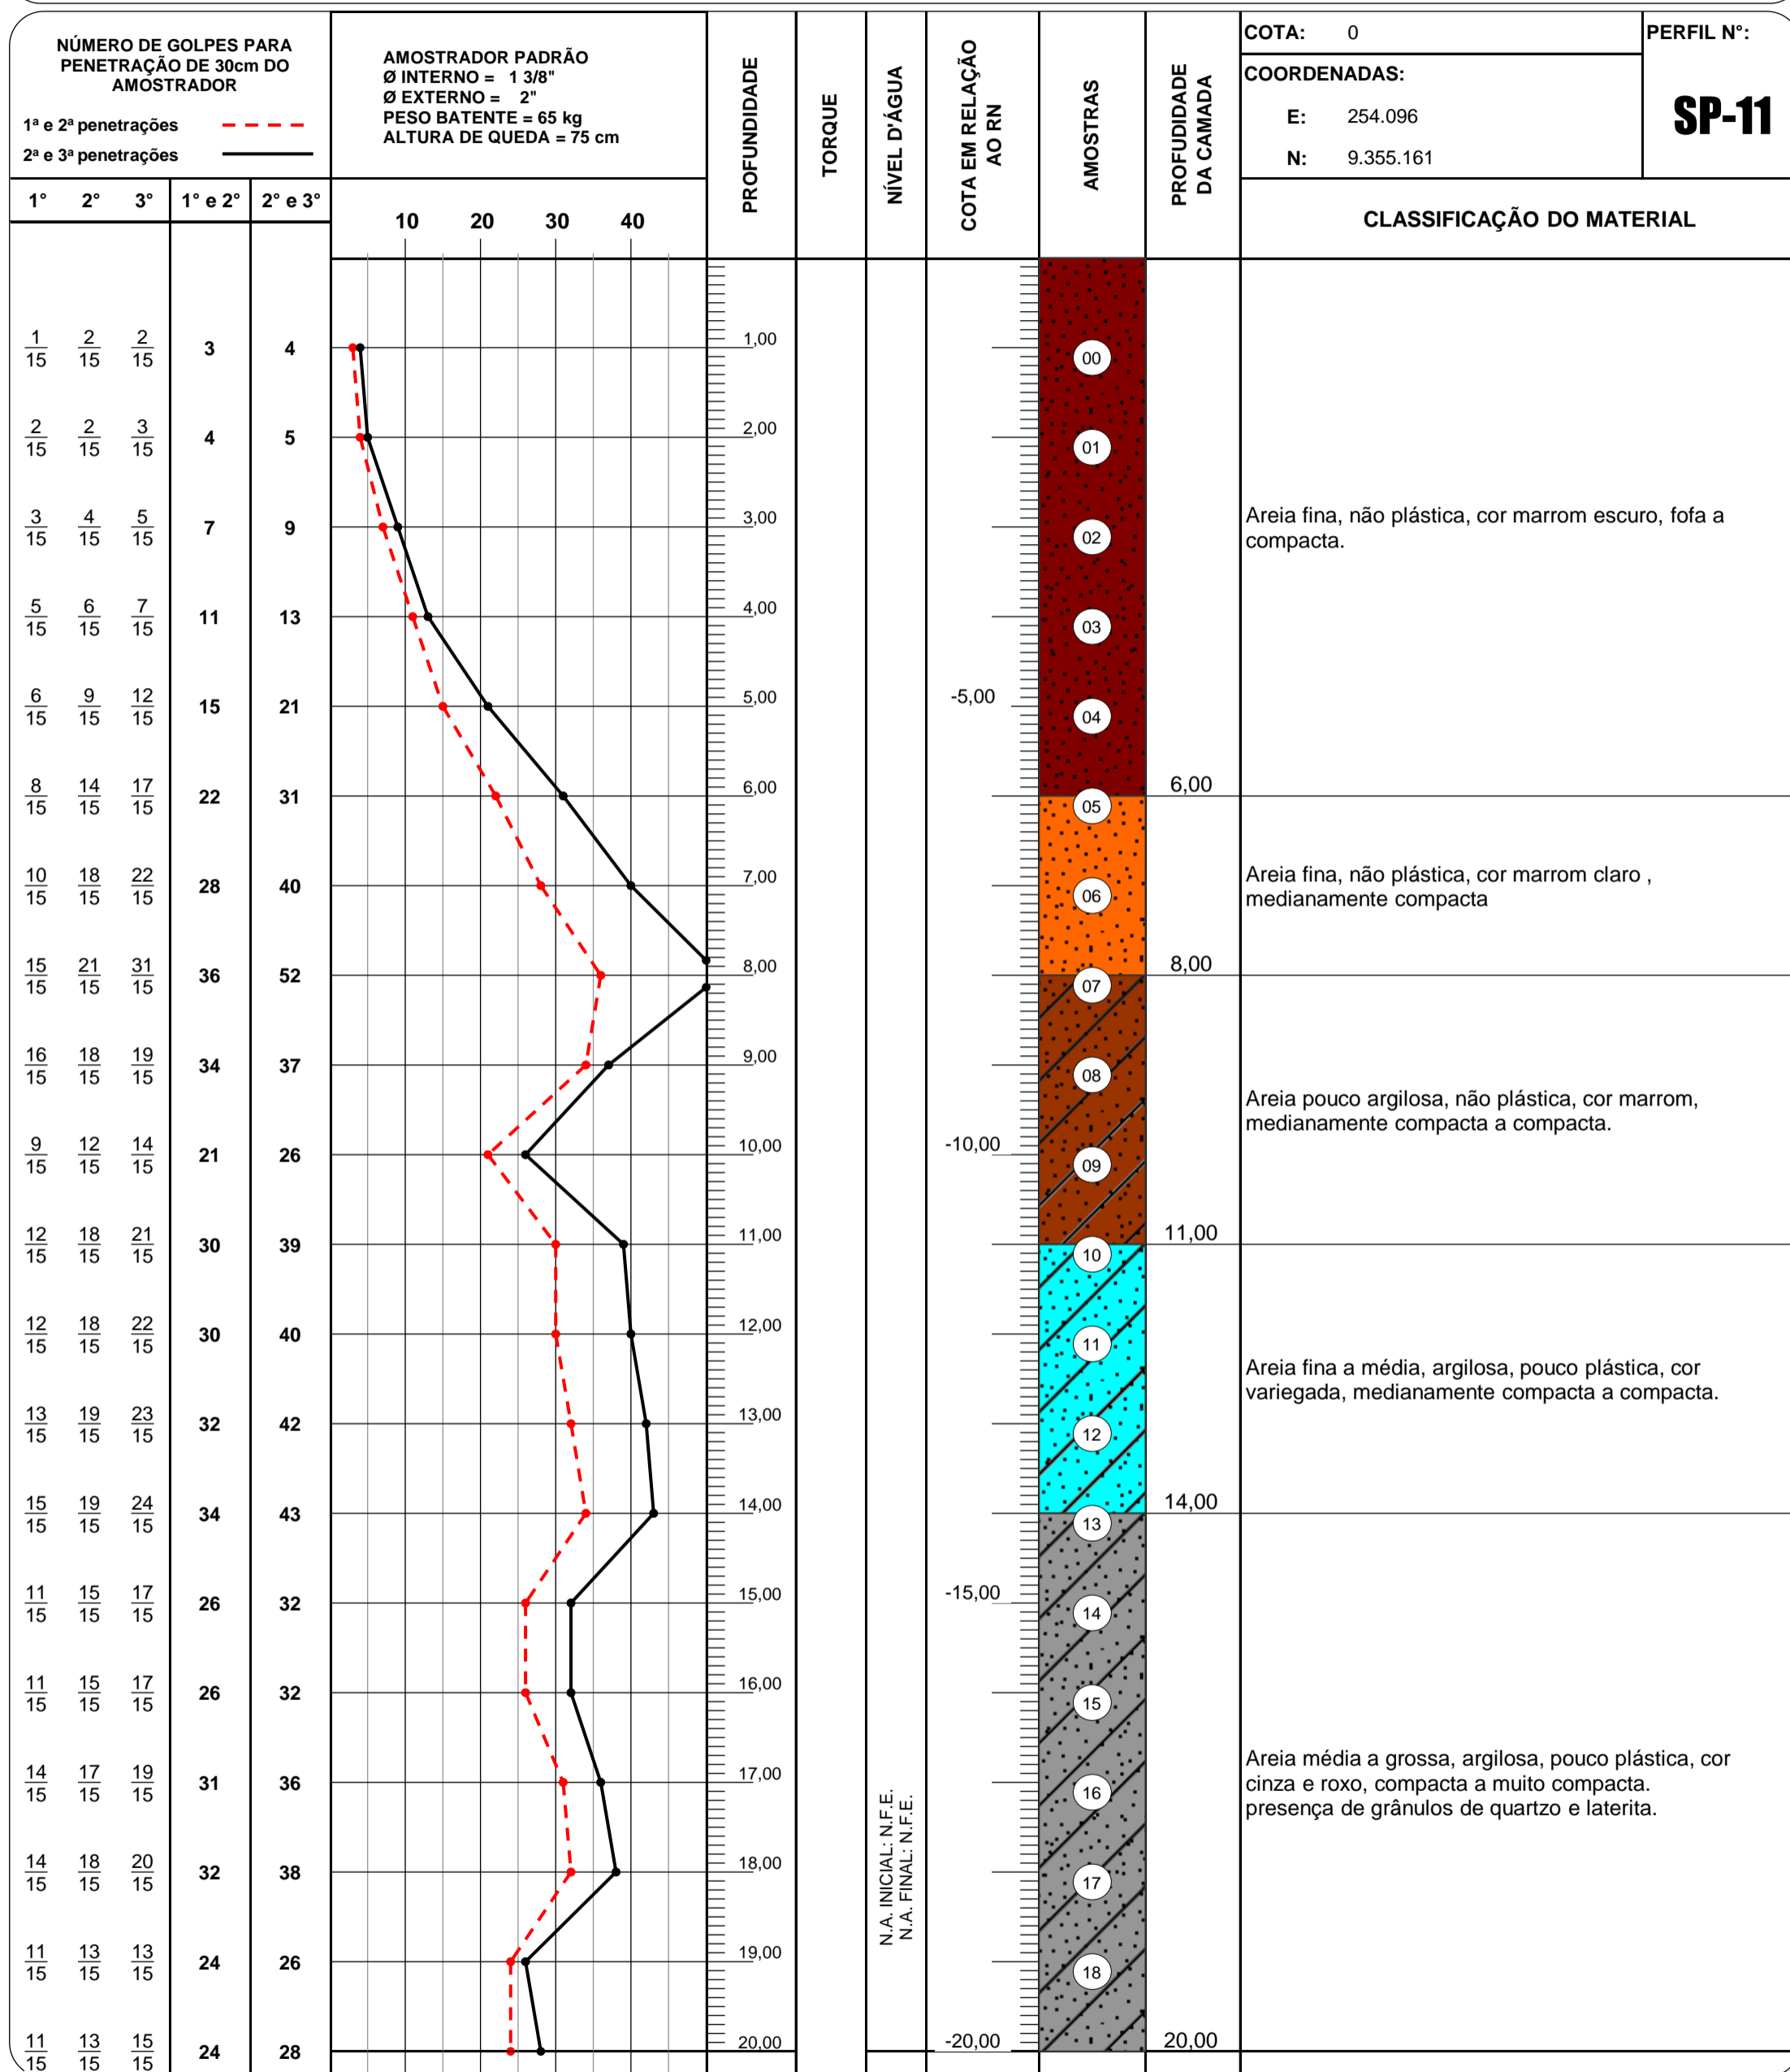 NÚMERO DE GOLPES PARA
PENETRAÇÃO DE 30cm DO
AMOSTRADOR
1ª e 2ª penetrações
2ª e 3ª penetrações
AMOSTRADOR PADRÃO
Ø INTERNO = 1 3/8"
Ø EXTERNO = 2"
PESO BATENTE = 65 kg
ALTURA DE QUEDA = 75 cm
PROFUNDIDADE
TORQUE
NÍVEL D'ÁGUA
COTA EM RELAÇÃO
AO RN
AMOSTRAS
PROFUDIDADE
DA CAMADA
COTA: 0
COORDENADAS:
E: 254.096
N: 9.355.161
PERFIL N°:
SP-11
CLASSIFICAÇÃO DO MATERIAL
1° 2° 3° 1° e 2° 2° e 3°
10 20 30 40
1/15 2/15 2/15 3 4 1,00 00
2/15 2/15 3/15 4 5 2,00 01
3/15 4/15 5/15 7 9 3,00 02
Areia fina, não plástica, cor marrom escuro, fofa a
compacta.
5/15 6/15 7/15 11 13 4,00 03
6/15 9/15 12/15 15 21 5,00 -5,00 04
8/15 14/15 17/15 22 31 6,00 05 6,00
10/15 18/15 22/15 28 40 7,00 06
Areia fina, não plástica, cor marrom claro ,
medianamente compacta
15/15 21/15 31/15 36 52 8,00 07 8,00
16/15 18/15 19/15 34 37 9,00 08
Areia pouco argilosa, não plástica, cor marrom,
medianamente compacta a compacta.
9/15 12/15 14/15 21 26 10,00 -10,00 09
12/15 18/15 21/15 30 39 11,00 10 11,00
12/15 18/15 22/15 30 40 12,00 11
Areia fina a média, argilosa, pouco plástica, cor
variegada, medianamente compacta a compacta.
13/15 19/15 23/15 32 42 13,00 12
15/15 19/15 24/15 34 43 14,00 13 14,00
11/15 15/15 17/15 26 32 15,00 -15,00 14
11/15 15/15 17/15 26 32 16,00 15
14/15 17/15 19/15 31 36 17,00 16
Areia média a grossa, argilosa, pouco plástica, cor
cinza e roxo, compacta a muito compacta.
presença de grânulos de quartzo e laterita.
14/15 18/15 20/15 32 38 18,00 17
N.A. INICIAL: N.F.E.
N.A. FINAL: N.F.E.
11/15 13/15 13/15 24 26 19,00 18
11/15 13/15 15/15 24 28 20,00 -20,00 20,00